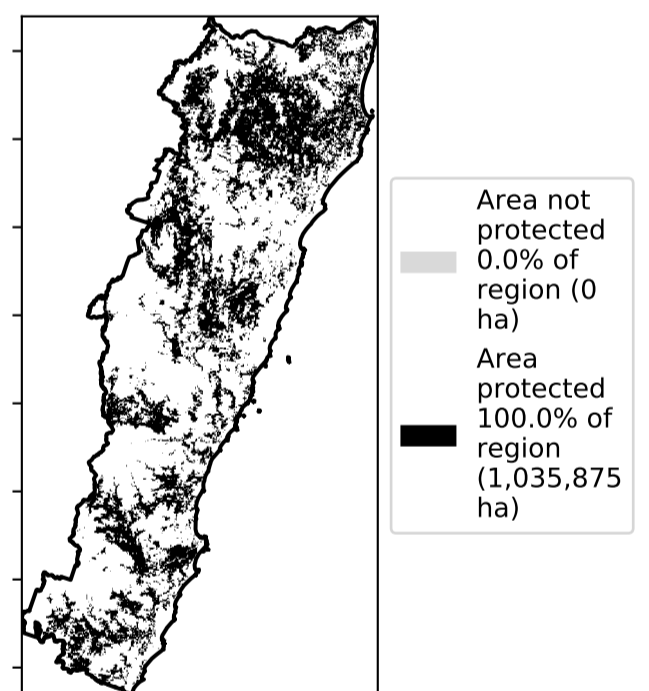 Area not
protected
0.0% of
region (0
ha)
Area
protected
100.0% of
region
(1,035,875
ha)